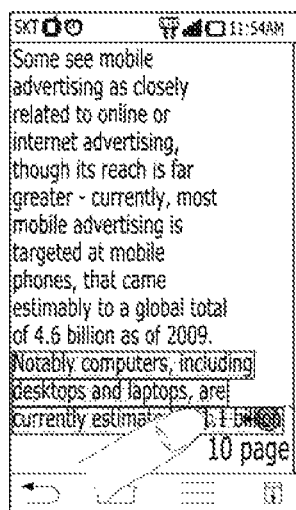 SKT 11:54AM
Some see mobile
advertising as closely
related to online or
internet advertising,
though its reach is far
greater - currently, most
mobile advertising is
targeted at mobile
phones, that came
estimably to a global total
of 4.6 billion as of 2009.
Notably computers, including
desktops and laptops, are
currently
10 page